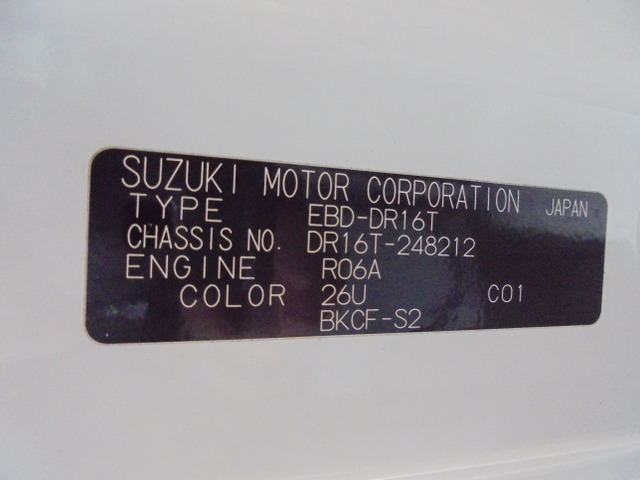 SUZUKI MOTOR CORPORATION JAPAN
TYPE EBD-DR16T
CHASSIS NO. DR16T-248212
ENGINE R06A
COLOR 26U C01
BKCF-S2